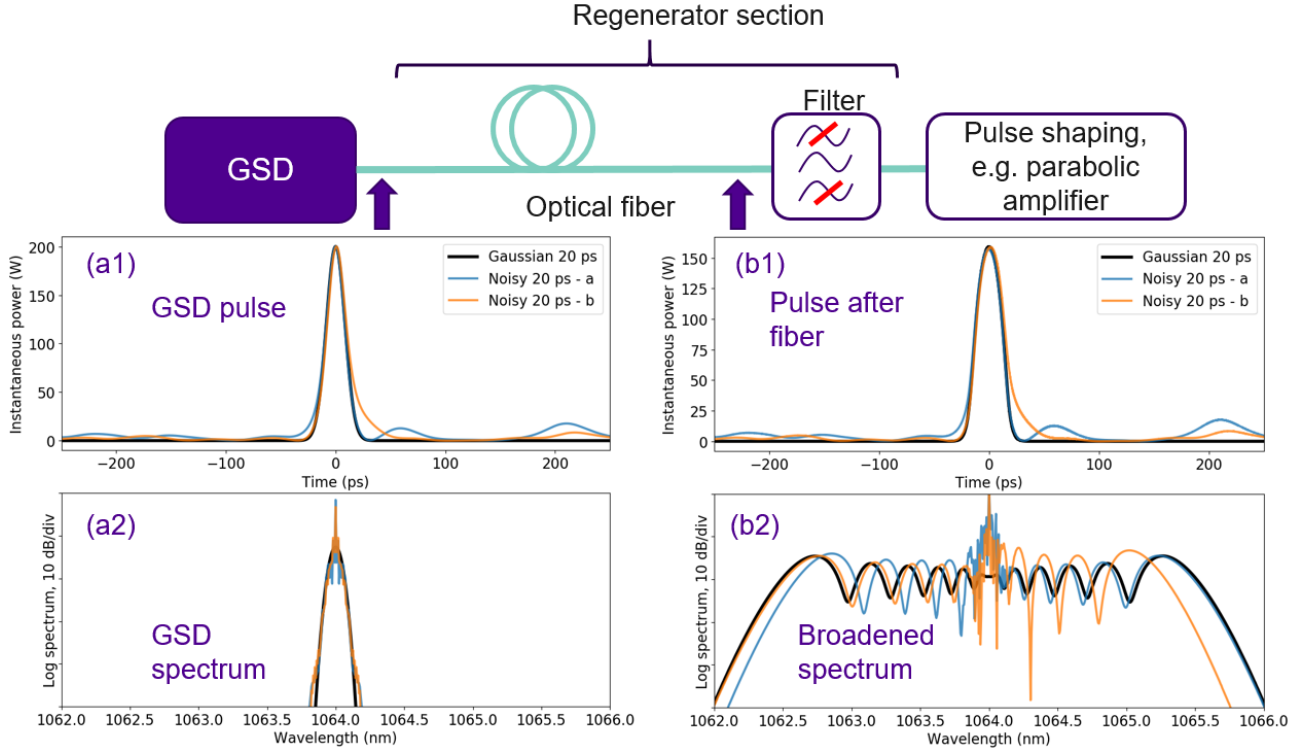 Regenerator section
GSD
Optical fiber
Filter
Pulse shaping,
e.g. parabolic
amplifier
(a1)
GSD pulse
Gaussian 20 ps
Noisy 20 ps - a
Noisy 20 ps - b
Instantaneous power (W)
200
150
100
50
0
−200
−100
0
100
200
Time (ps)
(b1)
Pulse after
fiber
Gaussian 20 ps
Noisy 20 ps - a
Noisy 20 ps - b
Instantaneous power (W)
150
125
100
75
50
25
0
−200
−100
0
100
200
Time (ps)
(a2)
GSD
spectrum
Log spectrum, 10 dB/div
1062.0 1062.5 1063.0 1063.5 1064.0 1064.5 1065.0 1065.5 1066.0
Wavelength (nm)
(b2)
Broadened
spectrum
Log spectrum, 10 dB/div
1062.0 1062.5 1063.0 1063.5 1064.0 1064.5 1065.0 1065.5 1066.0
Wavelength (nm)